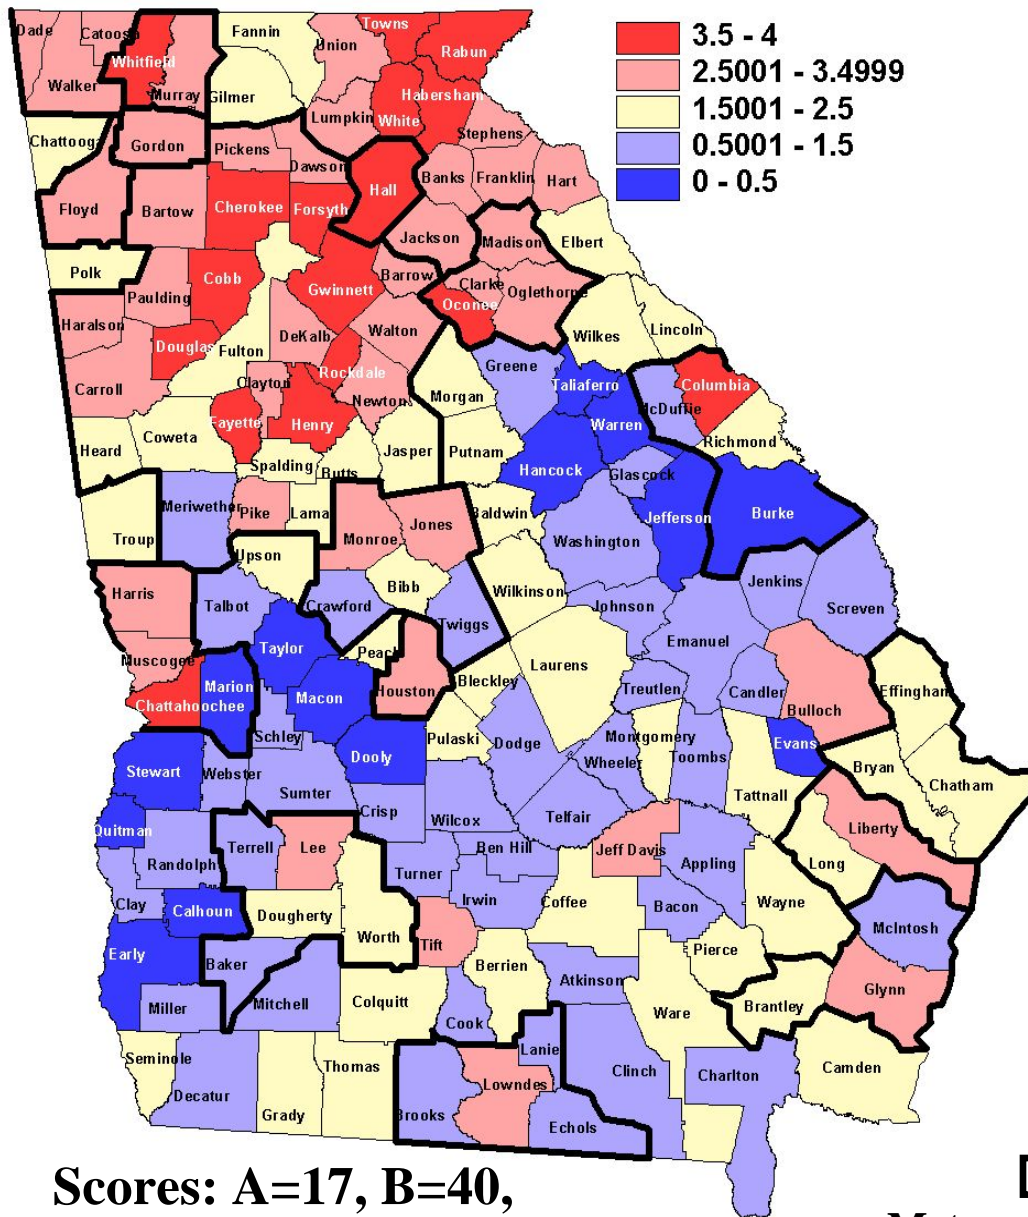 3.5 - 4
2.5001 - 3.4999
1.5001 - 2.5
0.5001 - 1.5
0 - 0.5
Dade
Catoosa
Whitfield
Walker
Murray
Fannin
Gilmer
Union
Towns
Rabun
Habersham
Lumpkin
White
Stephens
Chattoog
Gordon
Pickens
Dawson
Hall
Banks
Franklin
Hart
Floyd
Bartow
Cherokee
Forsyth
Jackson
Madison
Elbert
Polk
Cobb
Gwinnett
Barrow
Clarke
Oglethorpe
Oconee
Paulding
Haralson
Douglas
Fulton
DeKalb
Walton
Wilkes
Lincoln
Rockdale
Greene
Taliaferro
Columbia
Carroll
Clayton
Newton
Morgan
McDuffie
Fayette
Henry
Warren
Richmond
Heard
Coweta
Spalding
Butts
Jasper
Putnam
Hancock
Glascock
Jefferson
Burke
Meriwether
Pike
Lama
Troup
Monroe
Jones
Baldwin
Washington
Upson
Harris
Talbot
Crawford
Bibb
Twiggs
Wilkinson
Johnson
Jenkins
Screven
Emanuel
Muscogee
Taylor
Peach
Houston
Bleckley
Laurens
Treutlen
Candler
Bulloch
Effingham
Chattahoochee
Marion
Macon
Schley
Dooly
Pulaski
Dodge
Montgomery
Wheeler
Toombs
Evans
Bryan
Chatham
Stewart
Webster
Sumter
Crisp
Wilcox
Telfair
Tattnall
Liberty
Quitman
Randolph
Terrell
Lee
Turner
Ben Hill
Jeff Davis
Appling
Long
Clay
Calhoun
Dougherty
Worth
Tift
Irwin
Coffee
Bacon
Wayne
McIntosh
Early
Baker
Miller
Mitchell
Colquitt
Berrien
Cook
Atkinson
Pierce
Ware
Brantley
Glynn
Seminole
Decatur
Grady
Thomas
Brooks
Lowndes
Lanie
Echols
Clinch
Charlton
Camden
Scores: A=17, B=40,